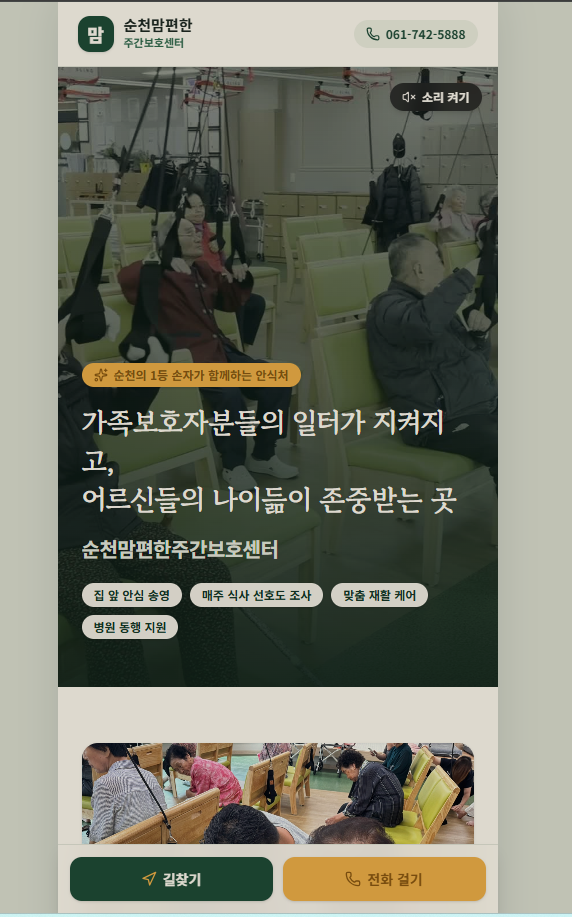 맘
순천맘편한
주간보호센터
061-742-5888
소리 켜기
순천의 1등 손자가 함께하는 안식처
가족보호자분들의 일터가 지켜지
고,
어르신들의 나이듦이 존중받는 곳
순천맘편한주간보호센터
집 앞 안심 송영
매주 식사 선호도 조사
맞춤 재활 케어
병원 동행 지원
길찾기
전화 걸기